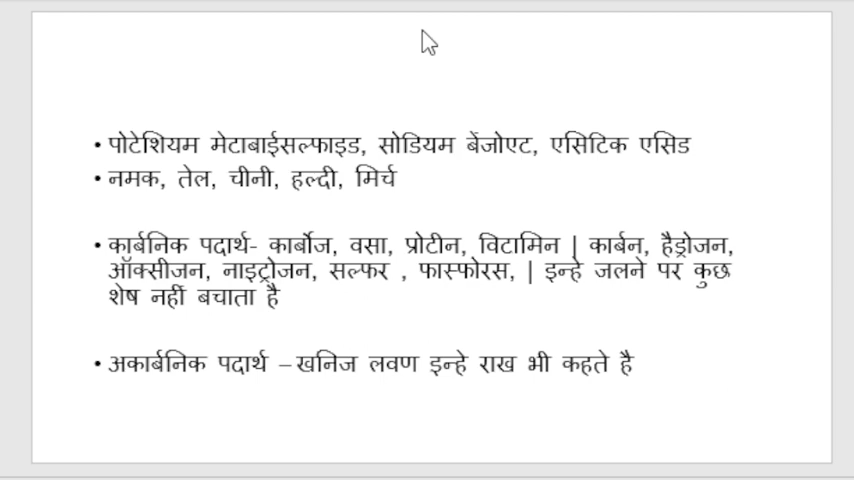 • पोटेशियम मेटाबाईसल्फाइड, सोडियम बेंजोएट, एसिटिक एसिड
• नमक, तेल, चीनी, हल्दी, मिर्च
• कार्बनिक पदार्थ- कार्बोज, वसा, प्रोटीन, विटामिन | कार्बन, हैड्रोजन,
ऑक्सीजन, नाइट्रोजन, सल्फर , फास्फोरस, | इन्हे जलने पर कुछ
शेष नहीं बचाता है
• अकार्बनिक पदार्थ – खनिज लवण इन्हे राख भी कहते है